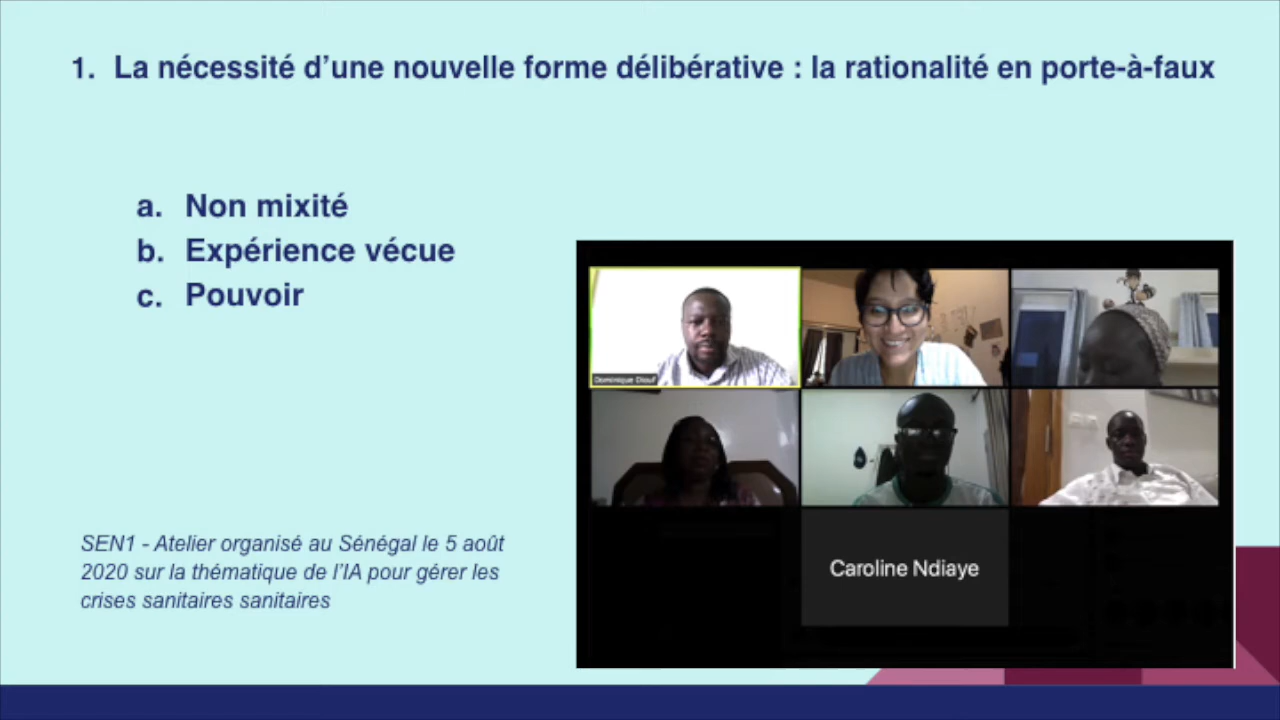 1. La nécessité d’une nouvelle forme délibérative : la rationalité en porte-à-faux
a. Non mixité
b. Expérience vécue
c. Pouvoir
Dominique Diouf
SEN1 - Atelier organisé au Sénégal le 5 août
2020 sur la thématique de l’IA pour gérer les
crises sanitaires sanitaires
Caroline Ndiaye